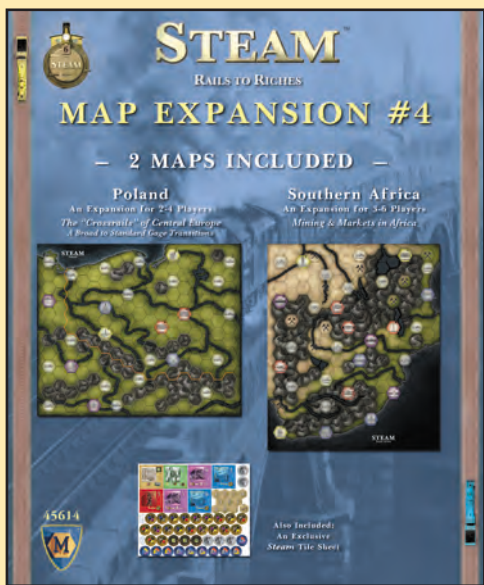 STEAM™
STEAM
RAILS TO RICHES
MAP EXPANSION #4
– 2 MAPS INCLUDED –
Poland
An Expansion for 2-4 Players
The "Crossrails" of Central Europe
A Broad to Standard Gage Transitions
Southern Africa
An Expansion for 3-6 Players
Mining & Markets in Africa
STEAM
STEAM
45614
M
Also Included:
An Exclusive
Steam Tile Sheet